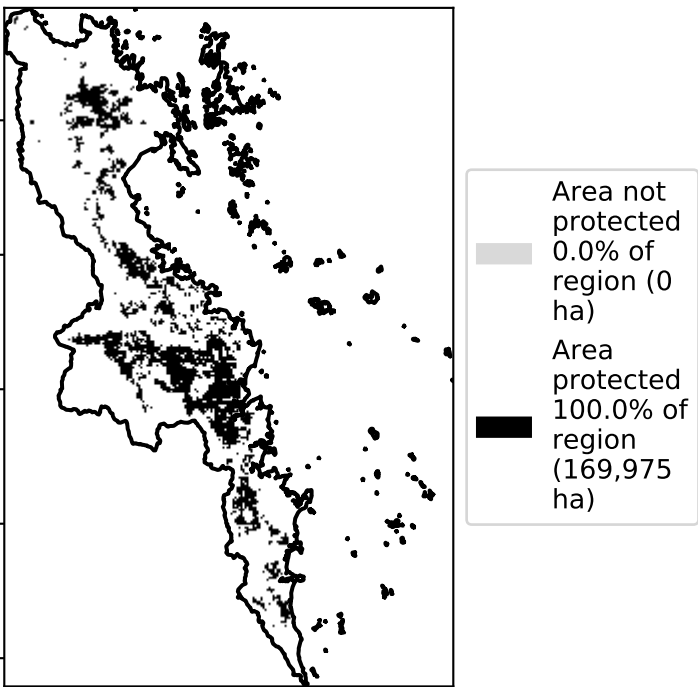 Area not
protected
0.0% of
region (0
ha)
Area
protected
100.0% of
region
(169,975
ha)